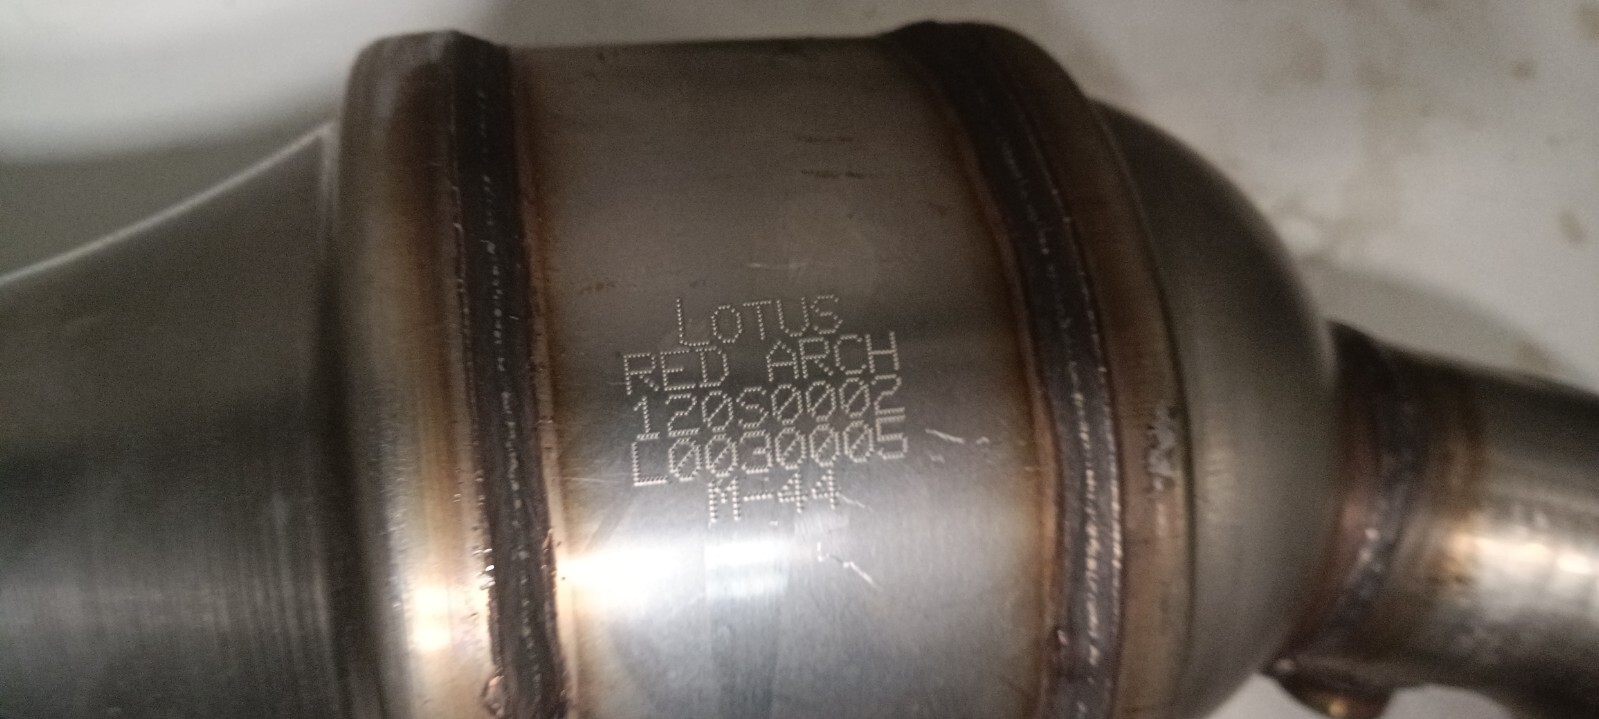 LOTUS
RED ARCH
120S0002
L0030005
M-44